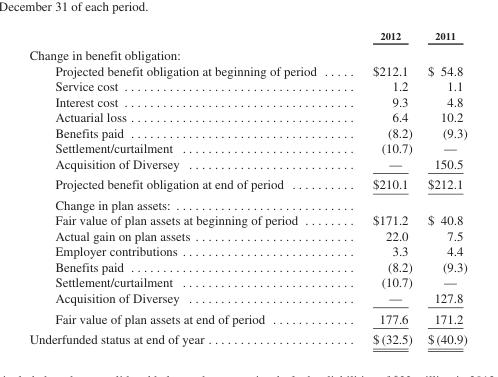 December 31 of each period.
2012 2011
Change in benefit obligation:
Projected benefit obligation at beginning of period ..... $212.1 $ 54.8
Service cost .................................... 1.2 1.1
Interest cost .................................... 9.3 4.8
Actuarial loss .................................... 6.4 10.2
Benefits paid .................................... (8.2) (9.3)
Settlement/curtailment ........................... (10.7) —
Acquisition of Diversey .......................... — 150.5
Projected benefit obligation at end of period .......... $210.1 $212.1
Change in plan assets: ............................
Fair value of plan assets at beginning of period ........ $171.2 $ 40.8
Actual gain on plan assets ......................... 22.0 7.5
Employer contributions ........................... 3.3 4.4
Benefits paid .................................... (8.2) (9.3)
Settlement/curtailment ........................... (10.7) —
Acquisition of Diversey .......................... — 127.8
Fair value of plan assets at end of period ............. 177.6 171.2
Underfunded status at end of year ....................... $ (32.5) $ (40.9)